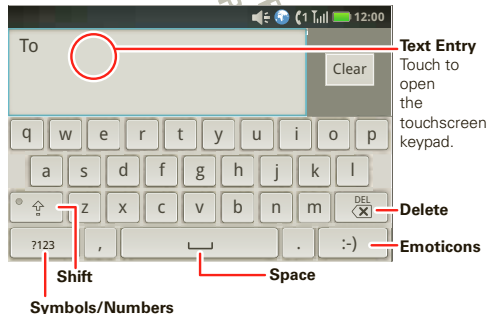 12:00
To
Clear
Text Entry
Touch to
open
the
touchscreen
keypad.
q w e r t y u i o p
a s d f g h j k l
z x c v b n m DEL
Delete
?123 , . :-)
Emoticons
Shift
Space
Symbols/Numbers